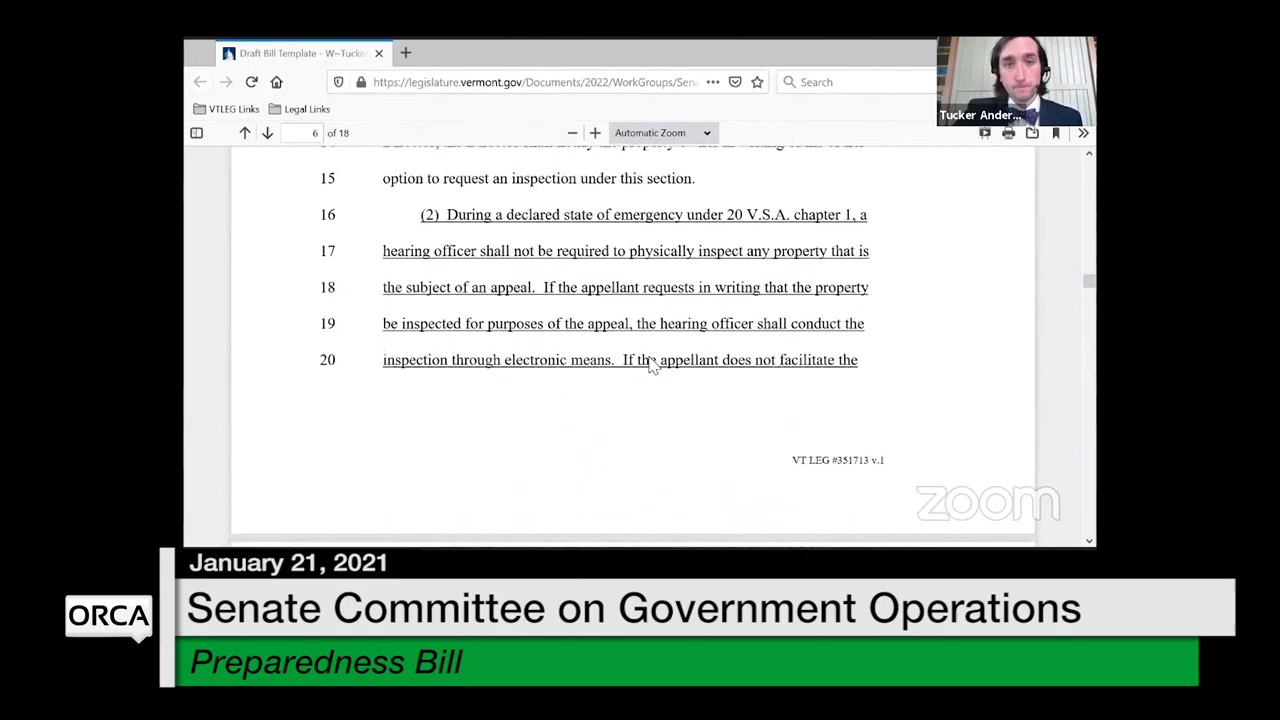 Draft Bill Template - W~Tucker
https://legislature.vermont.gov/Documents/2022/WorkGroups/Sen
Search
VTLEG Links
Legal Links
Tucker Ander...
6 of 18
Automatic Zoom
15 option to request an inspection under this section.
16 (2) During a declared state of emergency under 20 V.S.A. chapter 1, a
17 hearing officer shall not be required to physically inspect any property that is
18 the subject of an appeal. If the appellant requests in writing that the property
19 be inspected for purposes of the appeal, the hearing officer shall conduct the
20 inspection through electronic means. If the appellant does not facilitate the
VT LEG #351713 v.1
zoom
January 21, 2021
ORCA
Senate Committee on Government Operations
Preparedness Bill